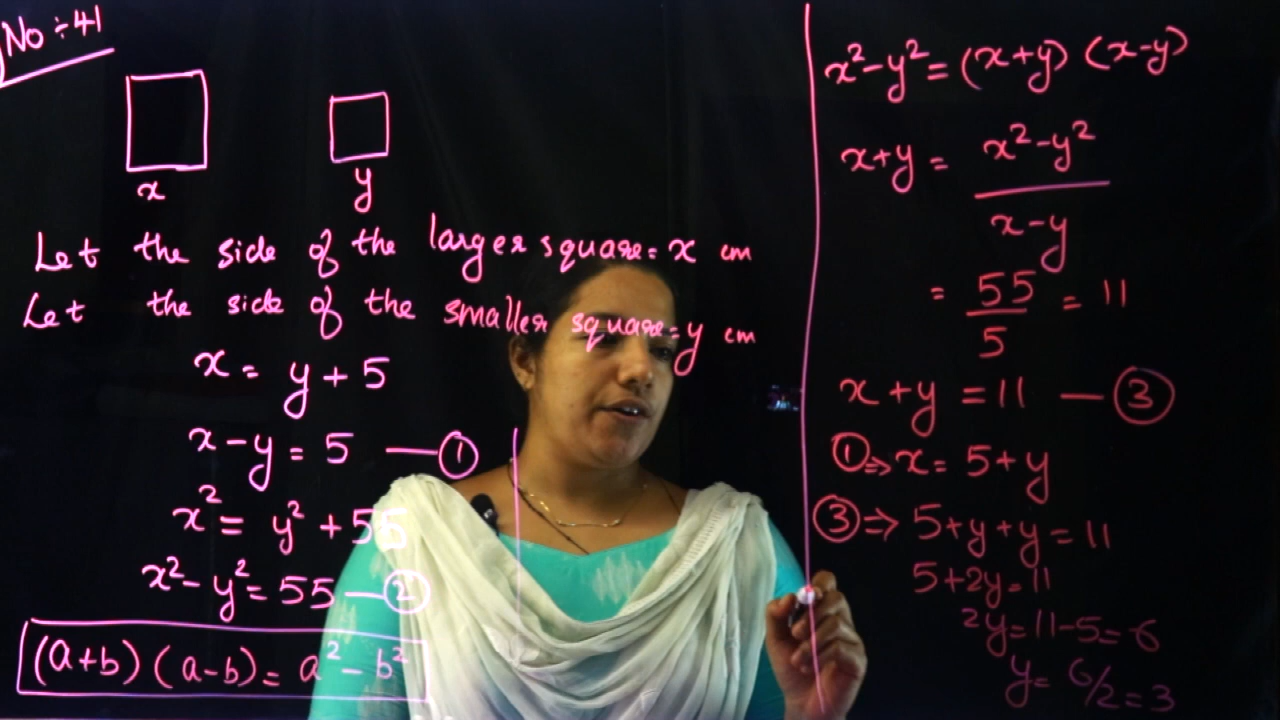 No ÷ 41
x
y
Let the side of the larger square = x cm
Let the side of the smaller square = y cm
x = y + 5
x - y = 5 — ①
x² = y² + 55
x² - y² = 55 — ②
(a+b) (a-b) = a² - b²
x² - y² = (x+y) (x-y)
x+y = x² - y² / x - y
= 55 / 5 = 11
x + y = 11 — ③
① ⇒ x = 5 + y
③ ⇒ 5 + y + y = 11
5 + 2y = 11
2y = 11 - 5 = 6
y = 6/2 = 3